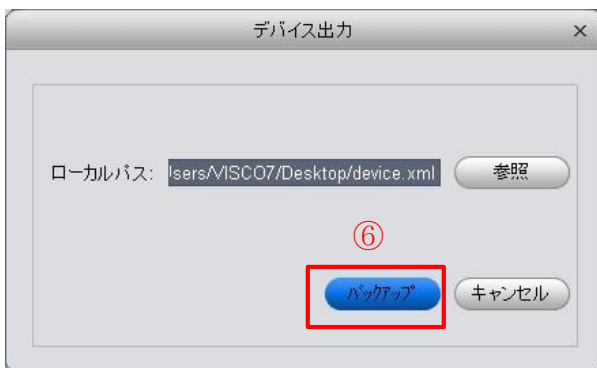 デバイス出力 ×
ローカルパス: Isers/VISCO7/Desktop/device.xml 参照
⑥
バックアップ キャンセル